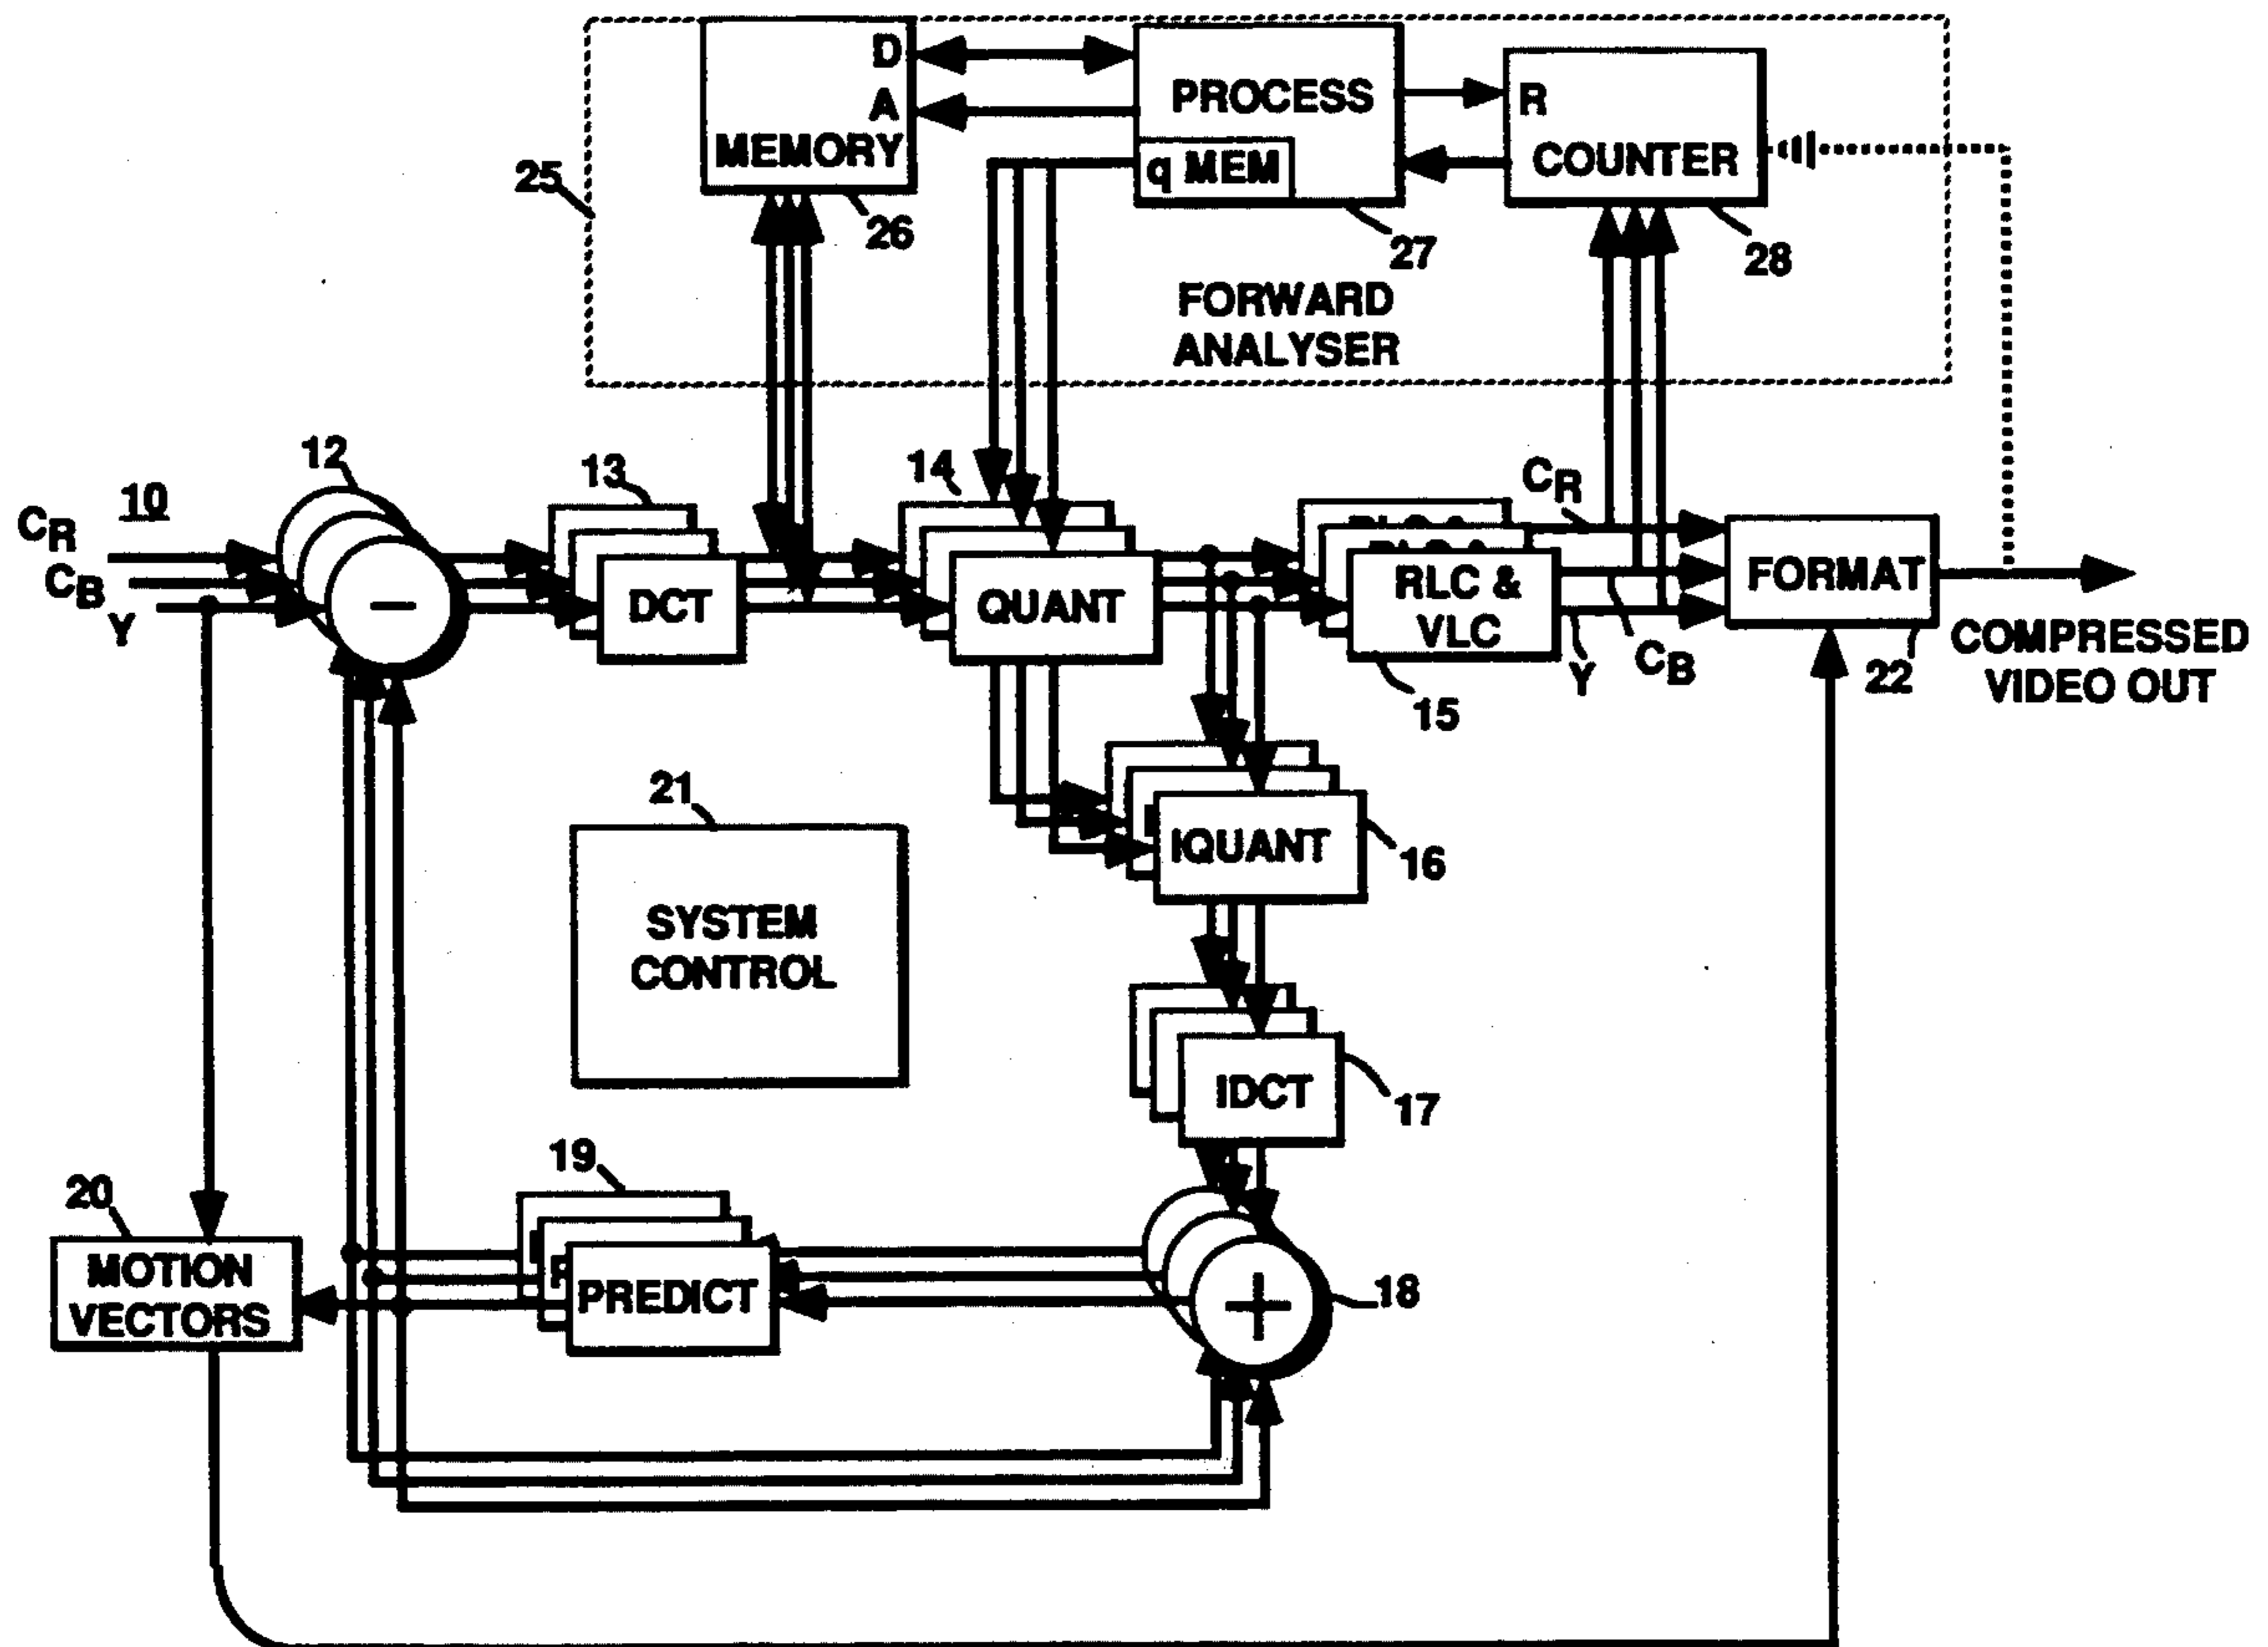 D
A
MEMORY
PROCESS
q MEM
R
COUNTER
25
26
27
28
FORWARD
ANALYSER
12
10
13
14
CR
CB
Y
CR
–
DCT
QUANT
RLC &
VLC
FORMAT
Y
CB
22
COMPRESSED
VIDEO OUT
15
21
IQUANT
16
SYSTEM
CONTROL
IDCT
17
19
20
MOTION
VECTORS
PREDICT
+
18